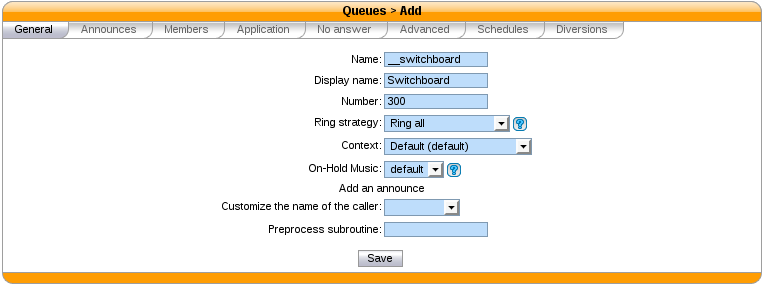 Queues > Add
General Announces Members Application No answer Advanced Schedules Diversions
Name: __switchboard
Display name: Switchboard
Number: 300
Ring strategy: Ring all ?
Context: Default (default)
On-Hold Music: default ?
Add an announce
Customize the name of the caller:
Preprocess subroutine:
Save